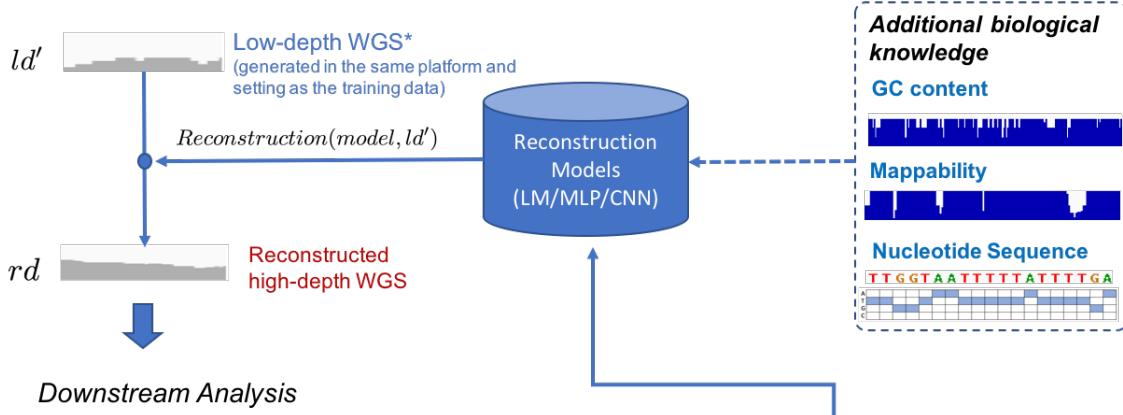 ld′
Low-depth WGS*
(generated in the same platform and
setting as the training data)
Reconstruction(model, ld′)
Reconstruction
Models
(LM/MLP/CNN)
rd
Reconstructed
high-depth WGS
Downstream Analysis
Additional biological
knowledge
GC content
Mappability
Nucleotide Sequence
TTGGTAATTTTTATTTTGA
A
T
G
C